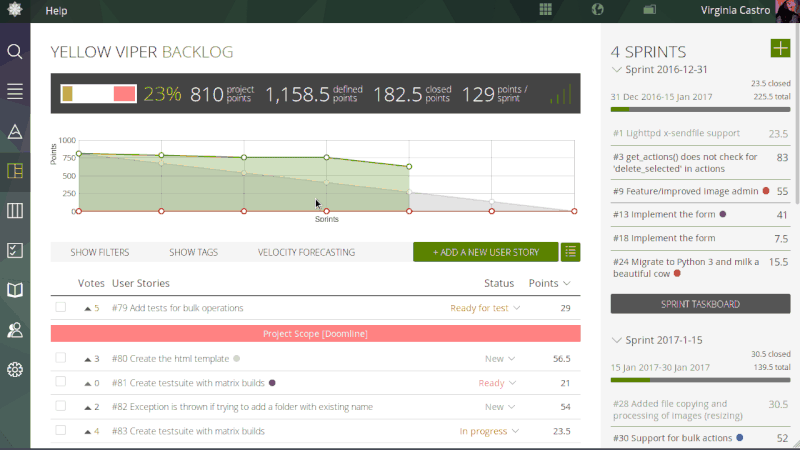 Help
Virginia Castro
YELLOW VIPER BACKLOG
23% 810 project points 1,158.5 defined points 182.5 closed points 129 points / sprint
Points
1000
750
500
250
0
Sprints
SHOW FILTERS SHOW TAGS VELOCITY FORECASTING + ADD A NEW USER STORY
Votes User Stories Status Points
5 #79 Add tests for bulk operations Ready for test 29
Project Scope [Doomline]
3 #80 Create the html template New 56.5
0 #81 Create testsuite with matrix builds Ready 21
2 #82 Exception is thrown if trying to add a folder with existing name New 54
4 #83 Create testsuite with matrix builds In progress 23.5
4 SPRINTS
Sprint 2016-12-31
23.5 closed
31 Dec 2016-15 Jan 2017 225.5 total
#1 Lighttpd x-sendfile support 23.5
#3 get_actions() does not check for 83
'delete_selected' in actions
#9 Feature/improved image admin 55
#13 Implement the form 41
#18 Implement the form 7.5
#24 Migrate to Python 3 and milk a 15.5
beautiful cow
SPRINT TASKBOARD
Sprint 2017-1-15
30.5 closed
15 Jan 2017-30 Jan 2017 139.5 total
#28 Added file copying and 30.5
processing of images (resizing)
#30 Support for bulk actions 52